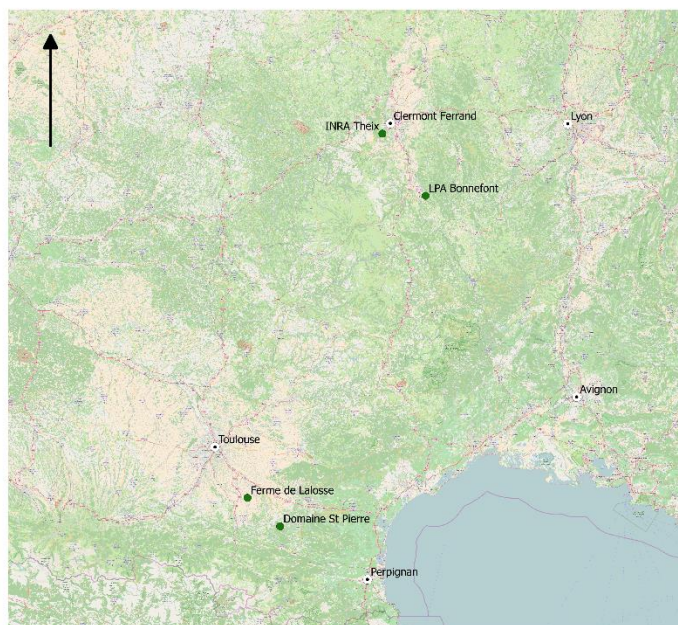 Clermont Ferrand
INRA Theix
Lyon
LPA Bonnefont
Avignon
Toulouse
Ferme de Lalosse
Domaine St Pierre
Perpignan